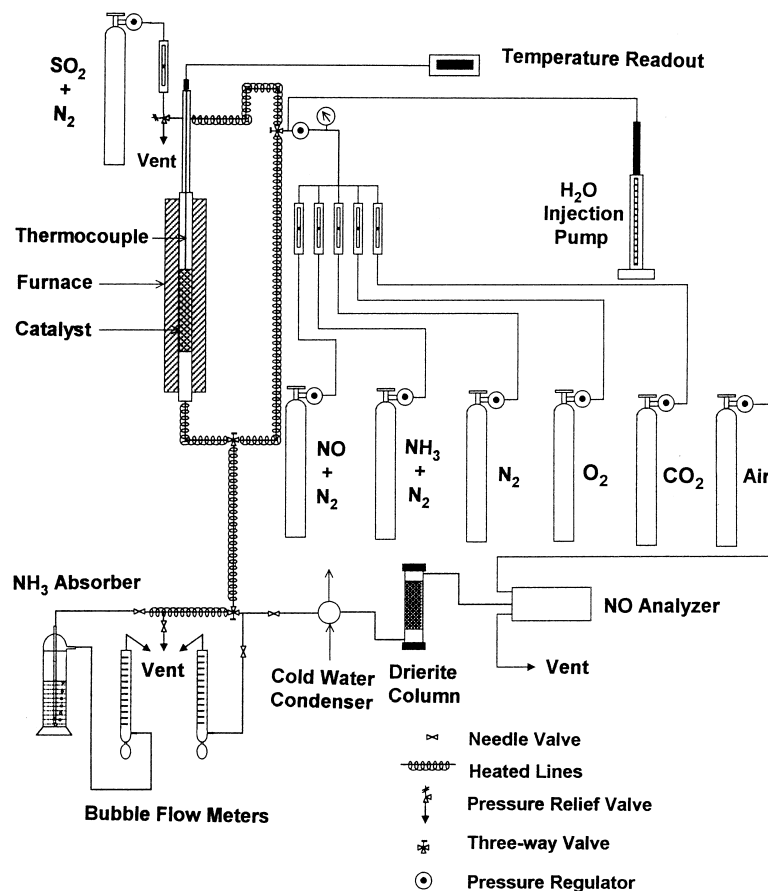 SO2
+
N2
Temperature Readout
Vent
H2O
Injection
Pump
Thermocouple
Furnace
Catalyst
NO
+
N2
NH3
+
N2
N2
O2
CO2
Air
NH3 Absorber
NO Analyzer
Vent
Vent
Cold Water
Condenser
Drierite
Column
Bubble Flow Meters
Needle Valve
Heated Lines
Pressure Relief Valve
Three-way Valve
Pressure Regulator